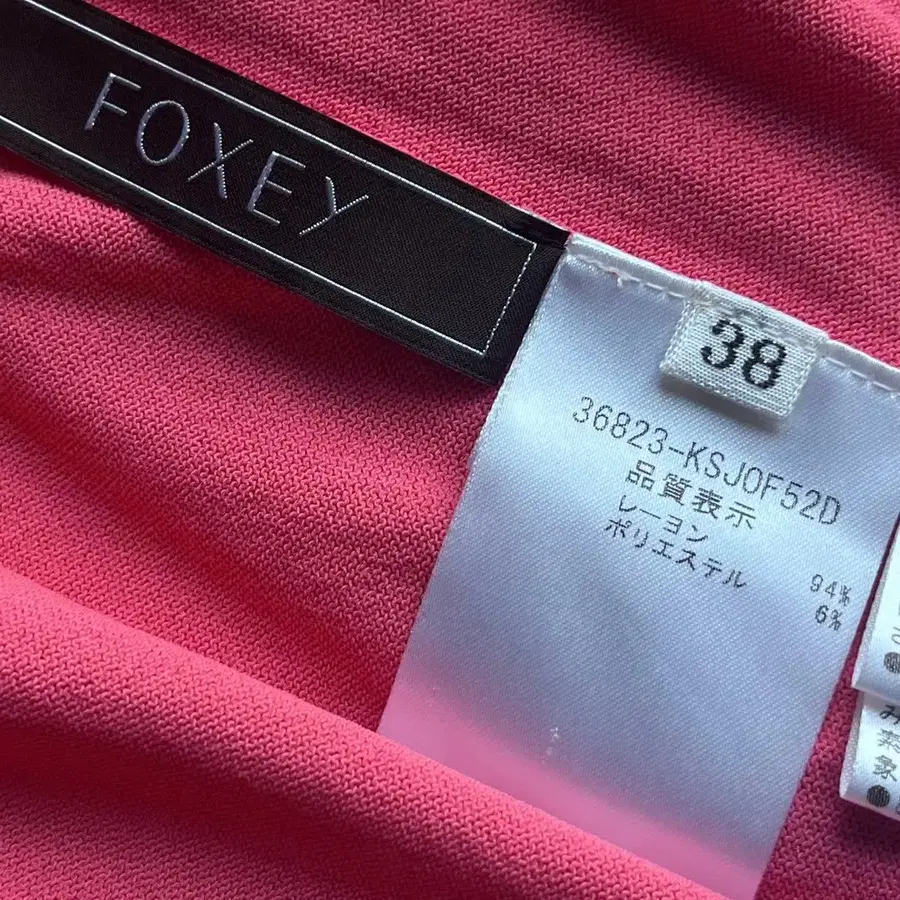 FOXEY
38
36823-KSJ0F52D
品質表示
レーヨン 94%
ポリエステル 6%